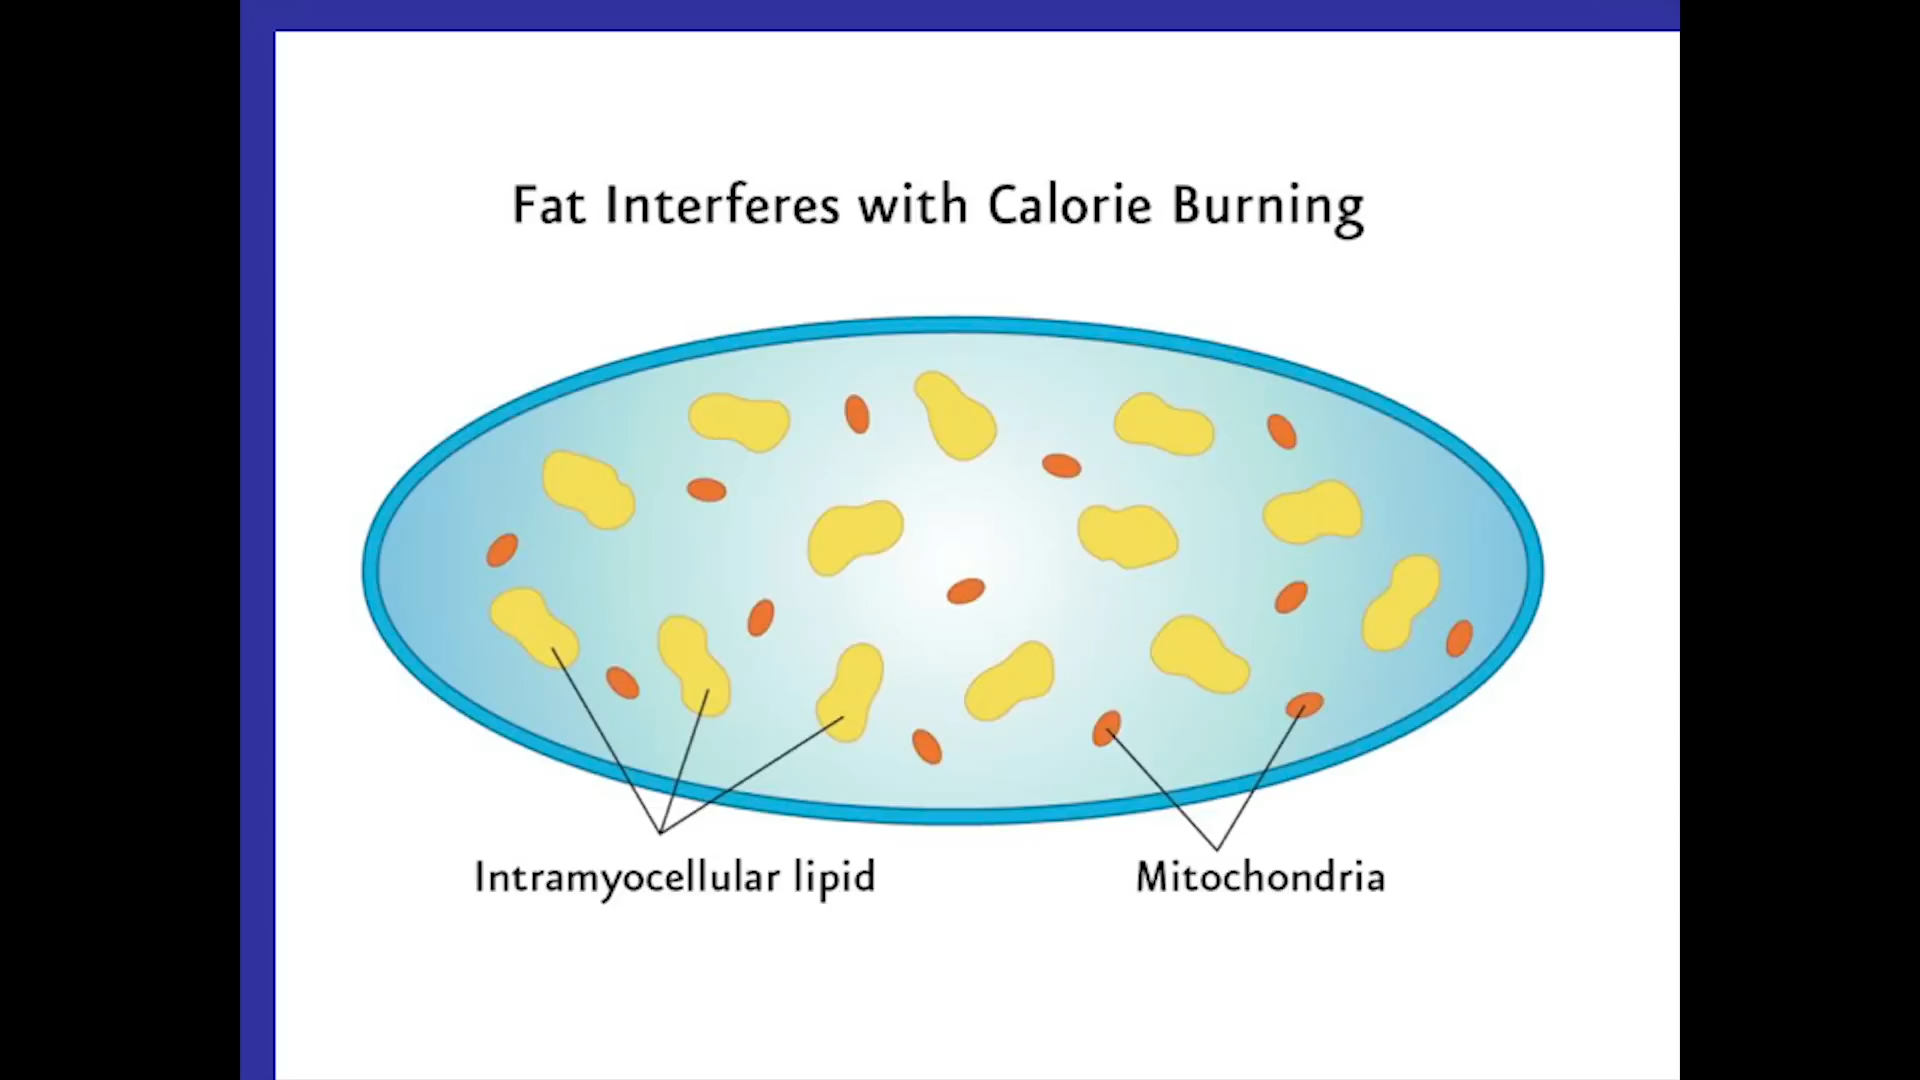 Fat Interferes with Calorie Burning
Intramyocellular lipid
Mitochondria